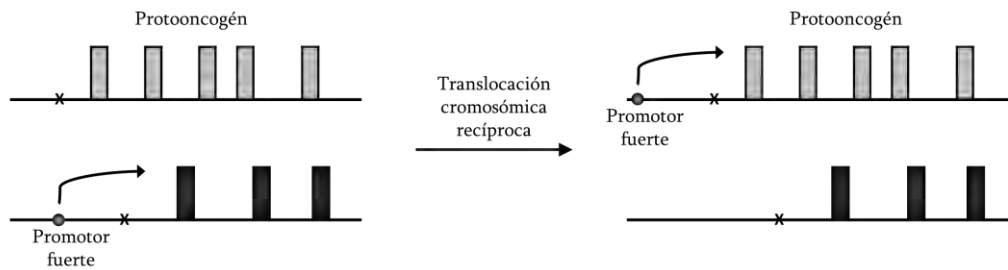 Protooncogén
x
Promotor
fuerte
x
Translocación
cromosómica
recíproca
Protooncogén
x
Promotor
fuerte
x